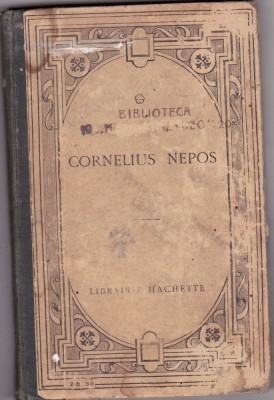 BIBLIOTECA
CORNELIUS NEPOS
LIBRAIRIE HACHETTE